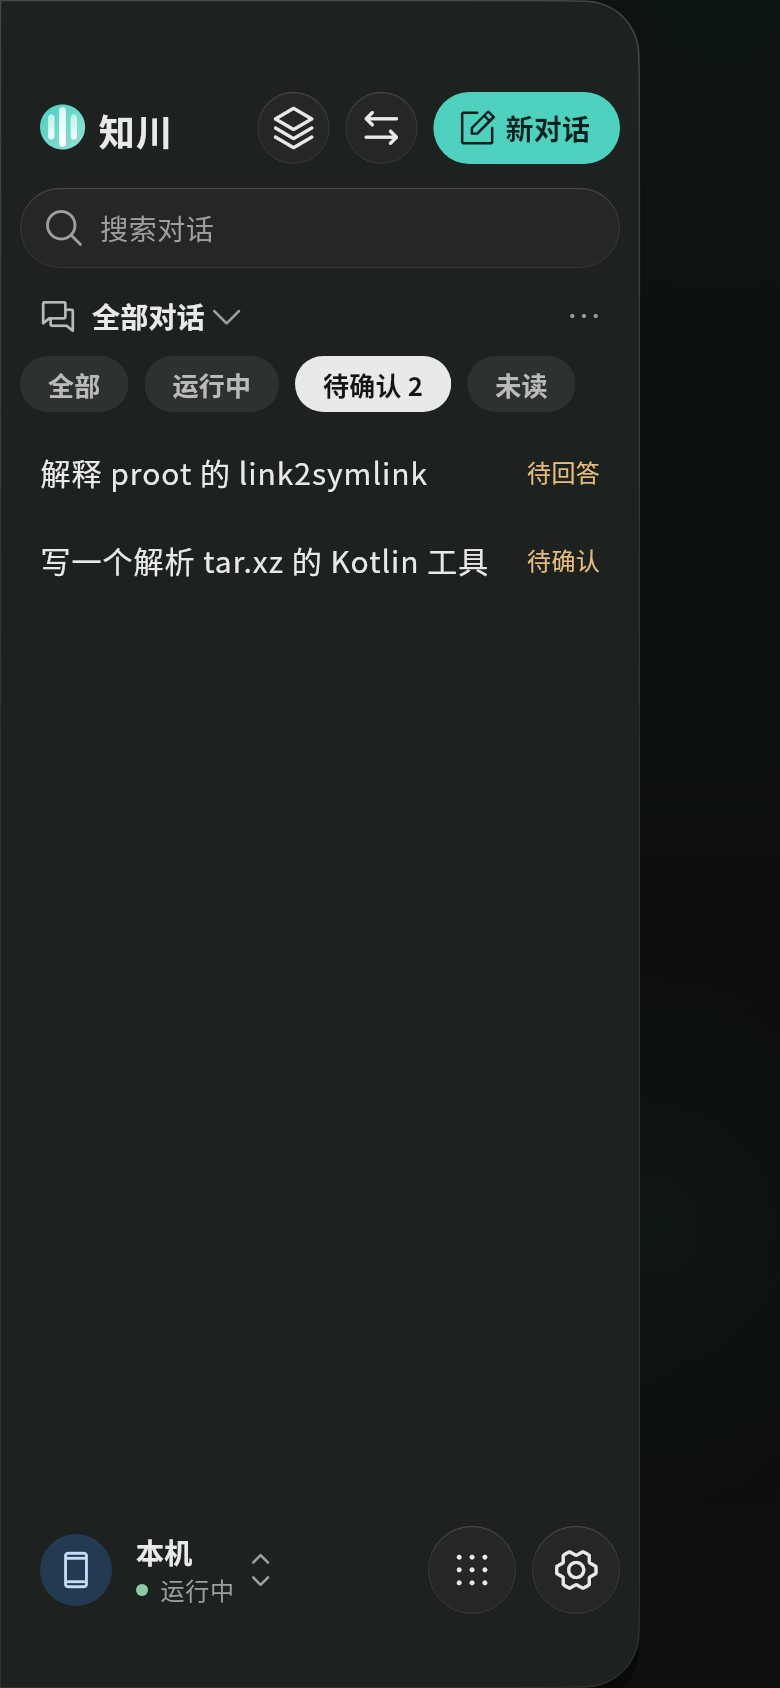 知川
新对话
搜索对话
全部对话
全部 运行中 待确认 2 未读
解释 proot 的 link2symlink 待回答
写一个解析 tar.xz 的 Kotlin 工具 待确认
本机
运行中